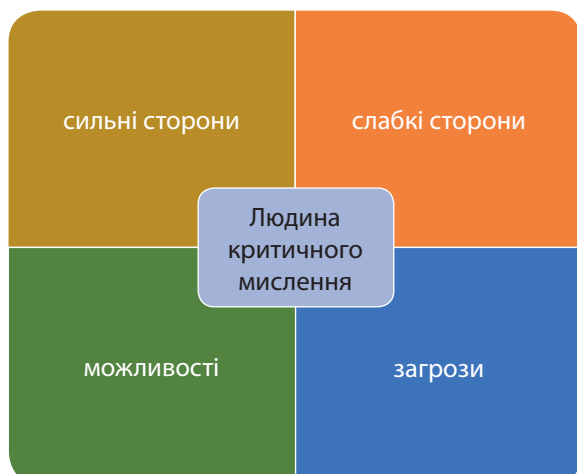 сильні сторони
слабкі сторони
Людина
критичного
мислення
можливості
загрози